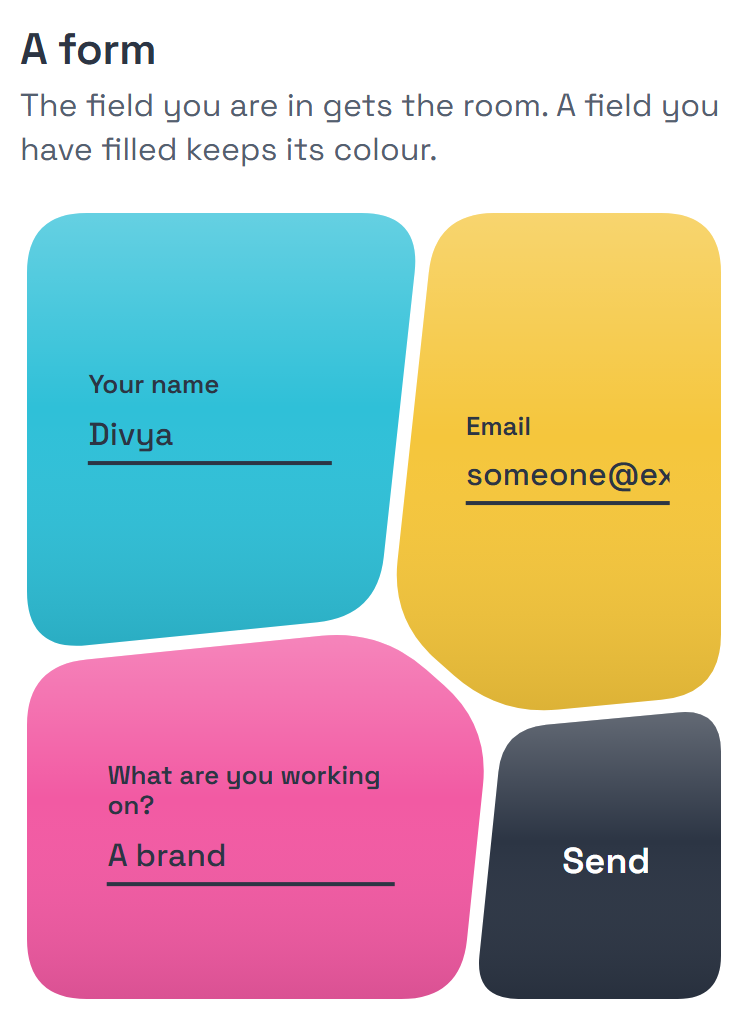 A form
The field you are in gets the room. A field you
have filled keeps its colour.
Your name
Divya
Email
someone@ex
What are you working
on?
A brand
Send